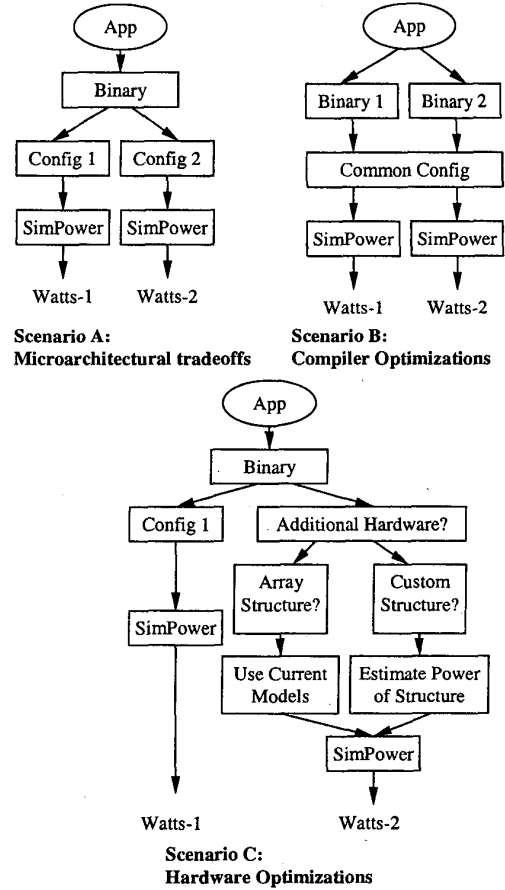 App
Binary
Config 1
Config 2
SimPower
SimPower
Watts-1
Watts-2
Scenario A:
Microarchitectural tradeoffs
App
Binary 1
Binary 2
Common Config
SimPower
SimPower
Watts-1
Watts-2
Scenario B:
Compiler Optimizations
App
Binary
Config 1
Additional Hardware?
Array
Structure?
Custom
Structure?
SimPower
Use Current
Models
Estimate Power
of Structure
SimPower
Watts-1
Watts-2
Scenario C:
Hardware Optimizations